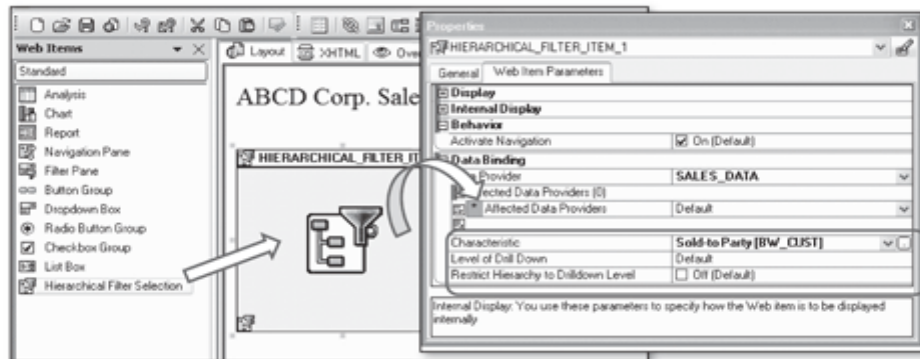 Web Items
Standard
Analysis
Chart
Report
Navigation Pane
Filter Pane
Button Group
Dropdown Box
Radio Button Group
Checkbox Group
List Box
Hierarchical Filter Selection
Layout
XHTML
ABCD Corp. Sale
HIERARCHICAL_FILTER_IT
Properties
HIERARCHICAL_FILTER_ITEM_1
General
Web Item Parameters
Display
Internal Display
Behavior
Activate Navigation On (Default)
Data Binding
Provider SALES_DATA
Data Providers (0)
Affected Data Providers Default
Characteristic Sold-to Party [BW_CUST]
Level of Drill Down Default
Restrict Hierarchy to Drilldown Level Off (Default)
Internal Display: You use these parameters to specify how the Web item is to be displayed
internally